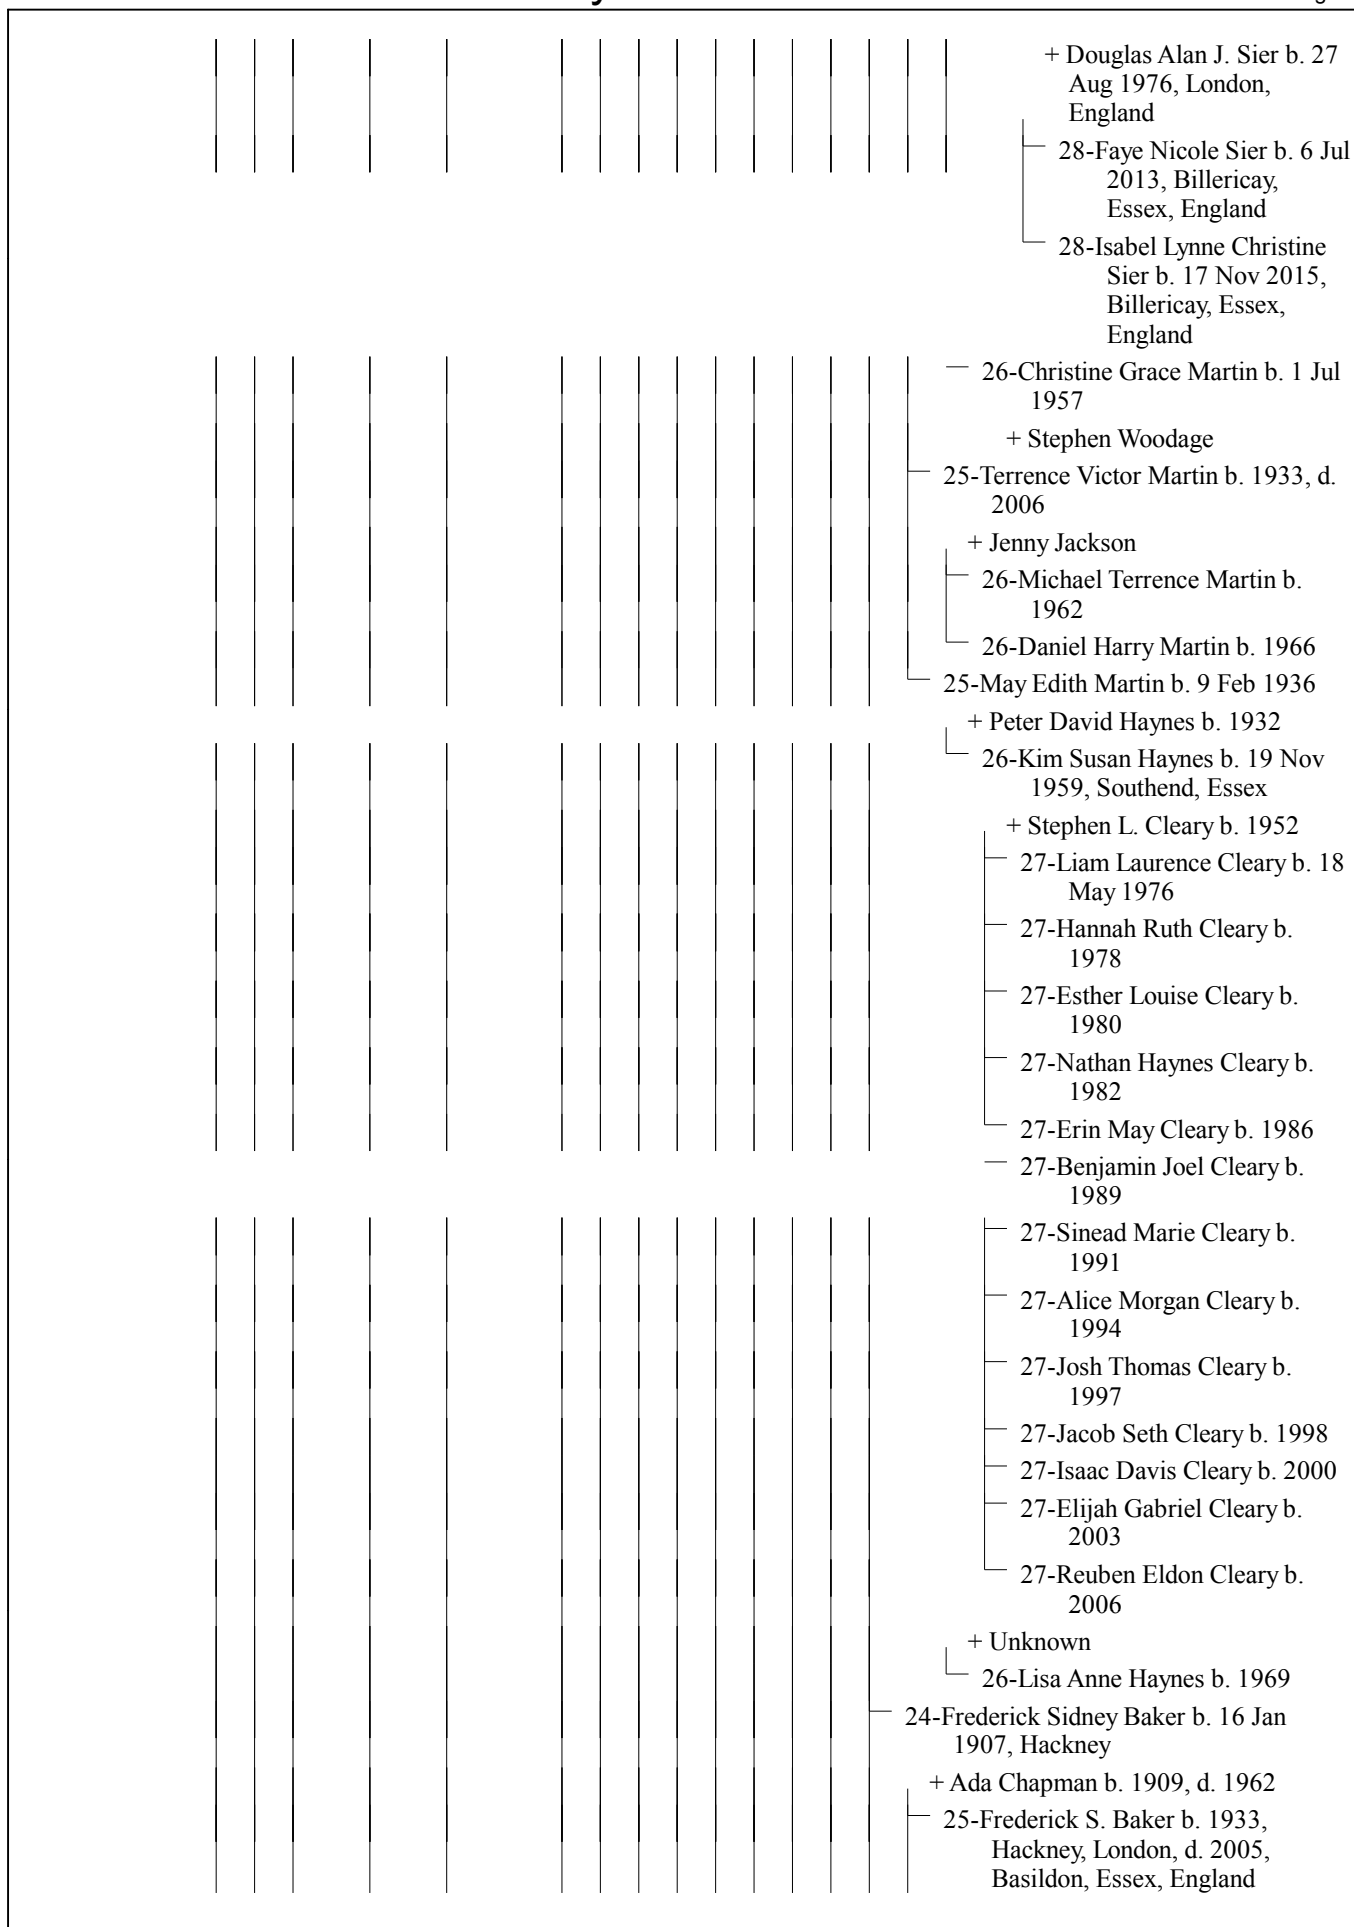 + Douglas Alan J. Sier b. 27
Aug 1976, London,
England
28-Faye Nicole Sier b. 6 Jul
2013, Billericay,
Essex, England
28-Isabel Lynne Christine
Sier b. 17 Nov 2015,
Billericay, Essex,
England
26-Christine Grace Martin b. 1 Jul
1957
+ Stephen Woodage
25-Terrence Victor Martin b. 1933, d.
2006
+ Jenny Jackson
26-Michael Terrence Martin b.
1962
26-Daniel Harry Martin b. 1966
25-May Edith Martin b. 9 Feb 1936
+ Peter David Haynes b. 1932
26-Kim Susan Haynes b. 19 Nov
1959, Southend, Essex
+ Stephen L. Cleary b. 1952
27-Liam Laurence Cleary b. 18
May 1976
27-Hannah Ruth Cleary b.
1978
27-Esther Louise Cleary b.
1980
27-Nathan Haynes Cleary b.
1982
27-Erin May Cleary b. 1986
27-Benjamin Joel Cleary b.
1989
27-Sinead Marie Cleary b.
1991
27-Alice Morgan Cleary b.
1994
27-Josh Thomas Cleary b.
1997
27-Jacob Seth Cleary b. 1998
27-Isaac Davis Cleary b. 2000
27-Elijah Gabriel Cleary b.
2003
27-Reuben Eldon Cleary b.
2006
+ Unknown
26-Lisa Anne Haynes b. 1969
24-Frederick Sidney Baker b. 16 Jan
1907, Hackney
+ Ada Chapman b. 1909, d. 1962
25-Frederick S. Baker b. 1933,
Hackney, London, d. 2005,
Basildon, Essex, England